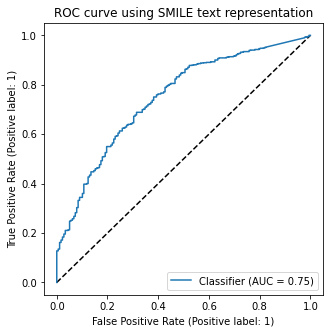 ROC curve using SMILE text representation
True Positive Rate (Positive label: 1)
1.0
0.8
0.6
0.4
0.2
0.0
Classifier (AUC = 0.75)
0.0 0.2 0.4 0.6 0.8 1.0
False Positive Rate (Positive label: 1)